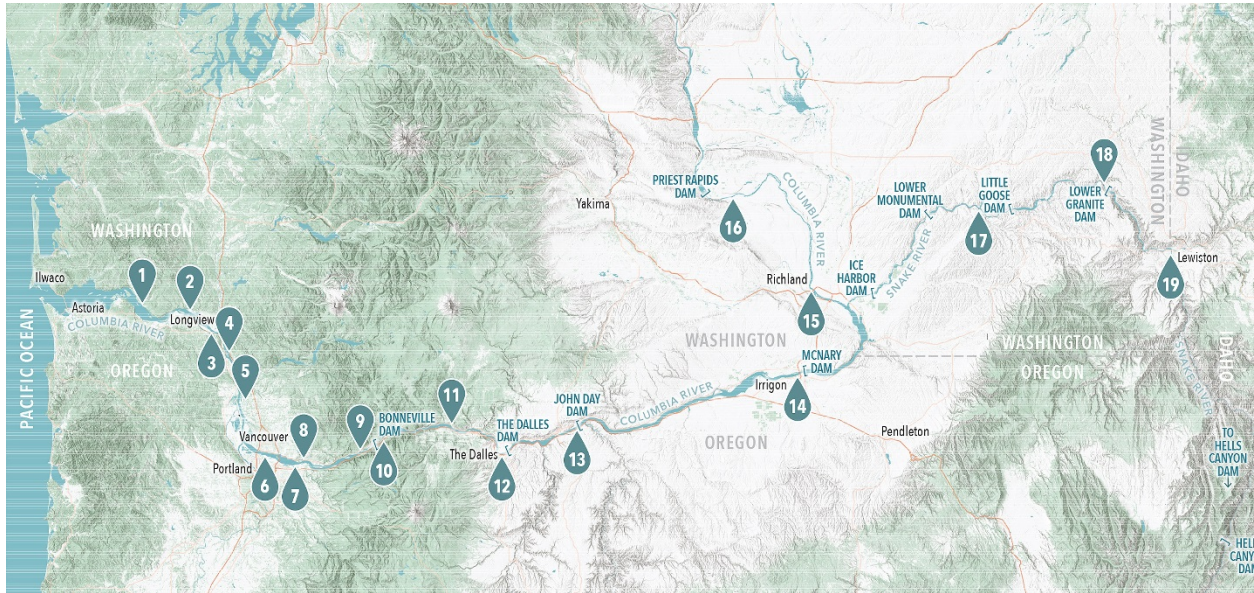 WASHINGTON
IDAHO
18
PRIEST RAPIDS
DAM
COLUMBIA RIVER
LOWER
MONUMENTAL
DAM
LITTLE
GOOSE
DAM
LOWER
GRANITE
DAM
Yakima
16
17
WASHINGTON
Ilwaco
1
2
Richland
ICE
HARBOR
DAM
SNAKE RIVER
Lewiston
19
Astoria
COLUMBIA RIVER
Longview
4
3
15
PACIFIC OCEAN
OREGON
WASHINGTON
WASHINGTON
OREGON
IDAHO
SNAKE RIVER
5
MCNARY
DAM
Irrigon
14
11
JOHN DAY
DAM
COLUMBIA RIVER
9
BONNEVILLE
DAM
THE DALLES
DAM
Vancouver
8
OREGON
Pendleton
TO
HELLS
CANYON
DAM
Portland
6
7
10
The Dalles
12
13
HELL
CANY
DAM